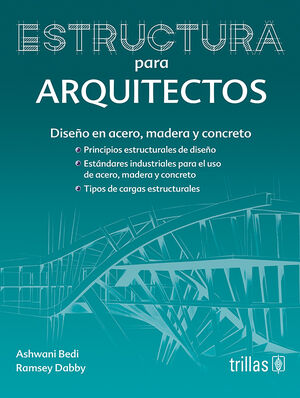 ESTRUCTURA
para
ARQUITECTOS
Diseño en acero, madera y concreto
Principios estructurales de diseño
Estándares industriales para el uso
de acero, madera y concreto
Tipos de cargas estructurales
Ashwani Bedi
Ramsey Dabby
trillas